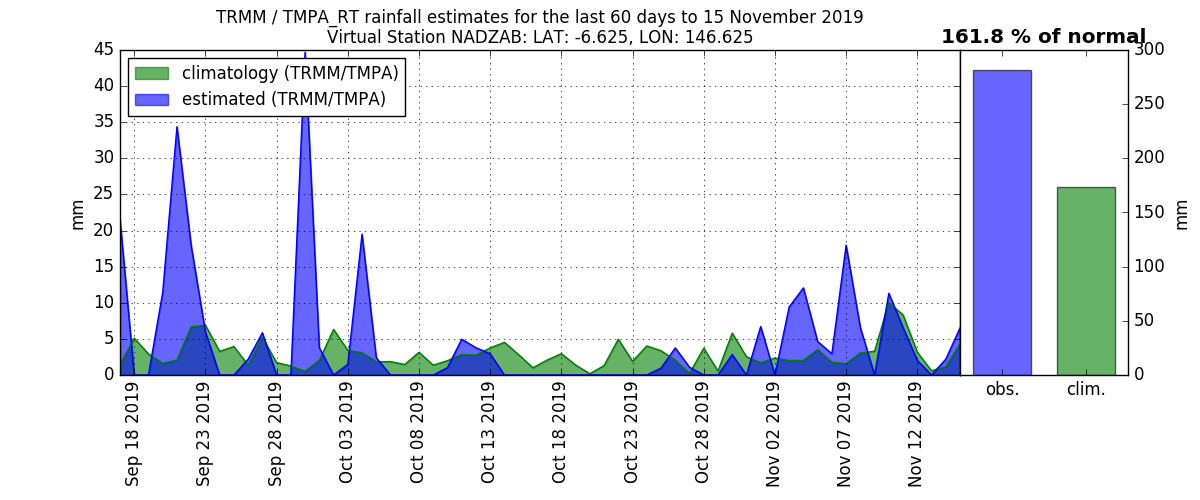 TRMM / TMPA_RT rainfall estimates for the last 60 days to 15 November 2019
Virtual Station NADZAB: LAT: -6.625, LON: 146.625
161.8 % of normal
climatology (TRMM/TMPA)
estimated (TRMM/TMPA)
mm
45
40
35
30
25
20
15
10
5
0
Sep 18 2019
Sep 23 2019
Sep 28 2019
Oct 03 2019
Oct 08 2019
Oct 13 2019
Oct 18 2019
Oct 23 2019
Oct 28 2019
Nov 02 2019
Nov 07 2019
Nov 12 2019
obs.
clim.
300
250
200
150
100
50
0
mm